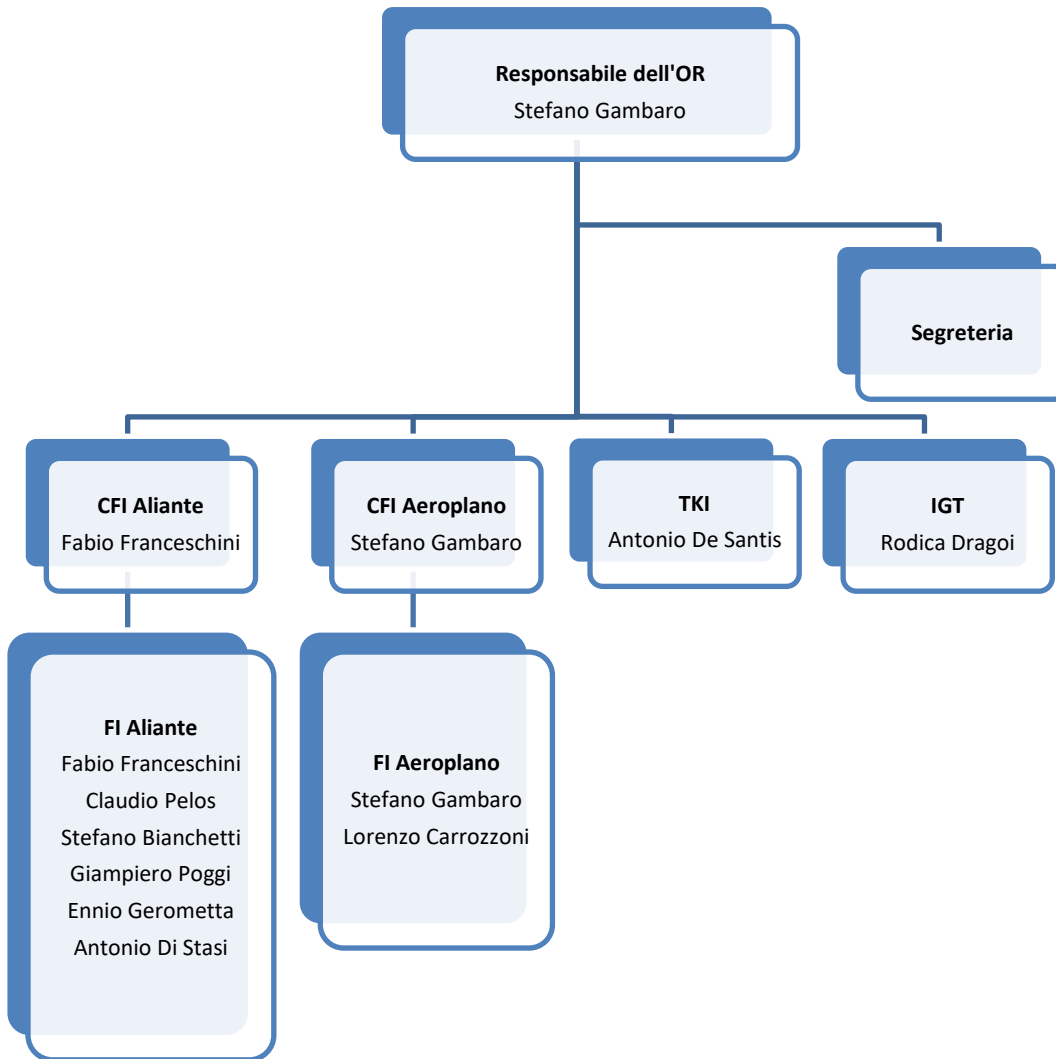 Responsabile dell'OR
Stefano Gambaro
Segreteria
CFI Aliante
Fabio Franceschini
CFI Aeroplano
Stefano Gambaro
TKI
Antonio De Santis
IGT
Rodica Dragoi
FI Aliante
Fabio Franceschini
Claudio Pelos
Stefano Bianchetti
Giampiero Poggi
Ennio Gerometta
Antonio Di Stasi
FI Aeroplano
Stefano Gambaro
Lorenzo Carrozzoni